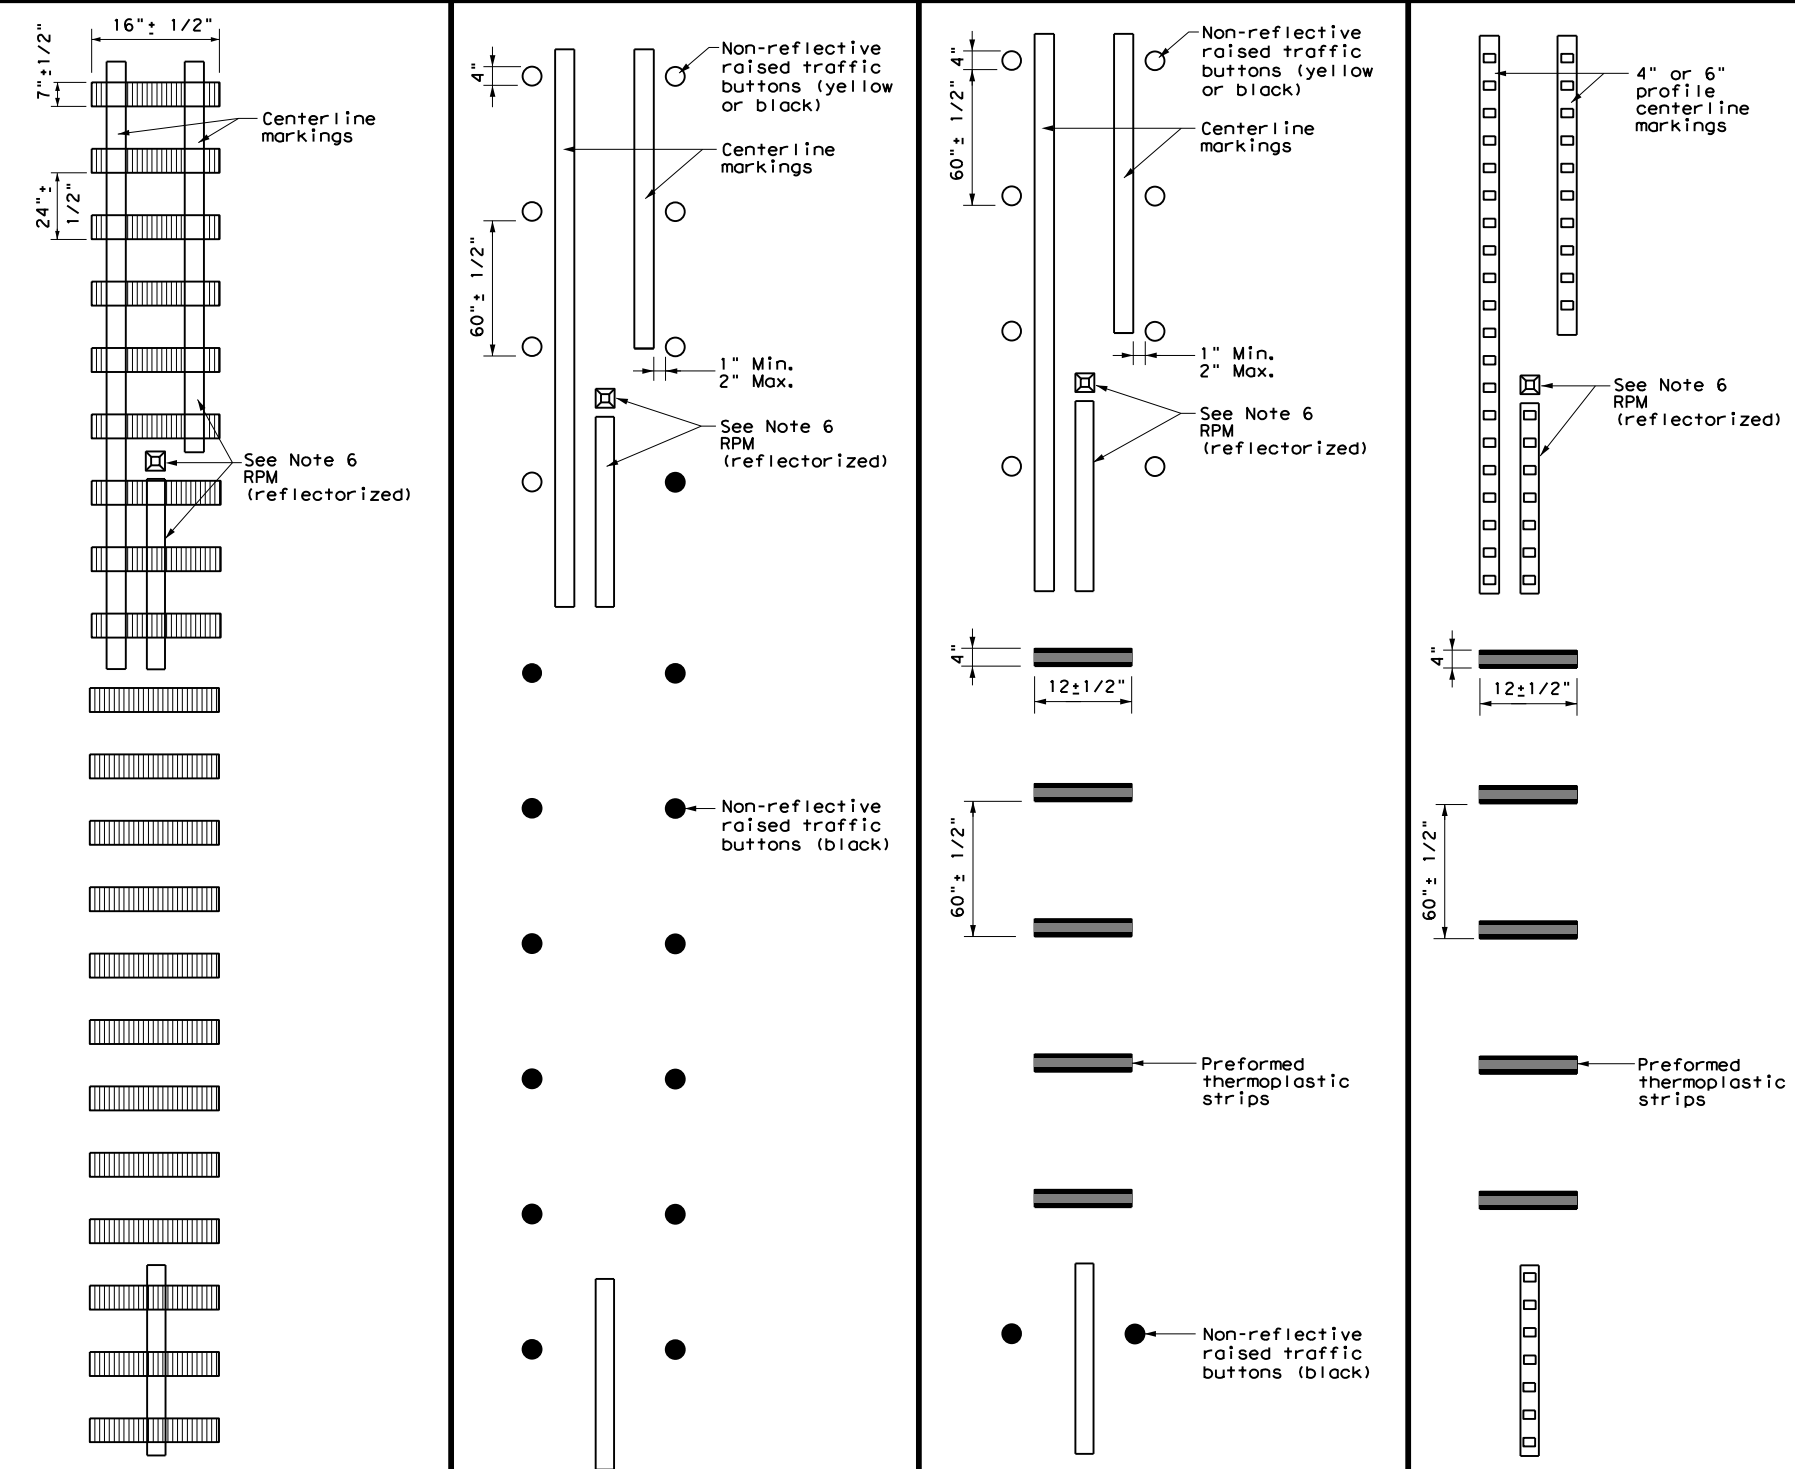 16"± 1/2"
7"±1/2"
Centerline
markings
24"±
1/2"
See Note 6
RPM
(reflectorized)
4"
Non-reflective
raised traffic
buttons (yellow
or black)
Centerline
markings
60"± 1/2"
1" Min.
2" Max.
See Note 6
RPM
(reflectorized)
Non-reflective
raised traffic
buttons (black)
4"
60"± 1/2"
Non-reflective
raised traffic
buttons (yellow
or black)
Centerline
markings
1" Min.
2" Max.
See Note 6
RPM
(reflectorized)
4"
12±1/2"
60"± 1/2"
Preformed
thermoplastic
strips
Non-reflective
raised traffic
buttons (black)
4" or 6"
profile
centerline
markings
See Note 6
RPM
(reflectorized)
4"
12±1/2"
60"± 1/2"
Preformed
thermoplastic
strips